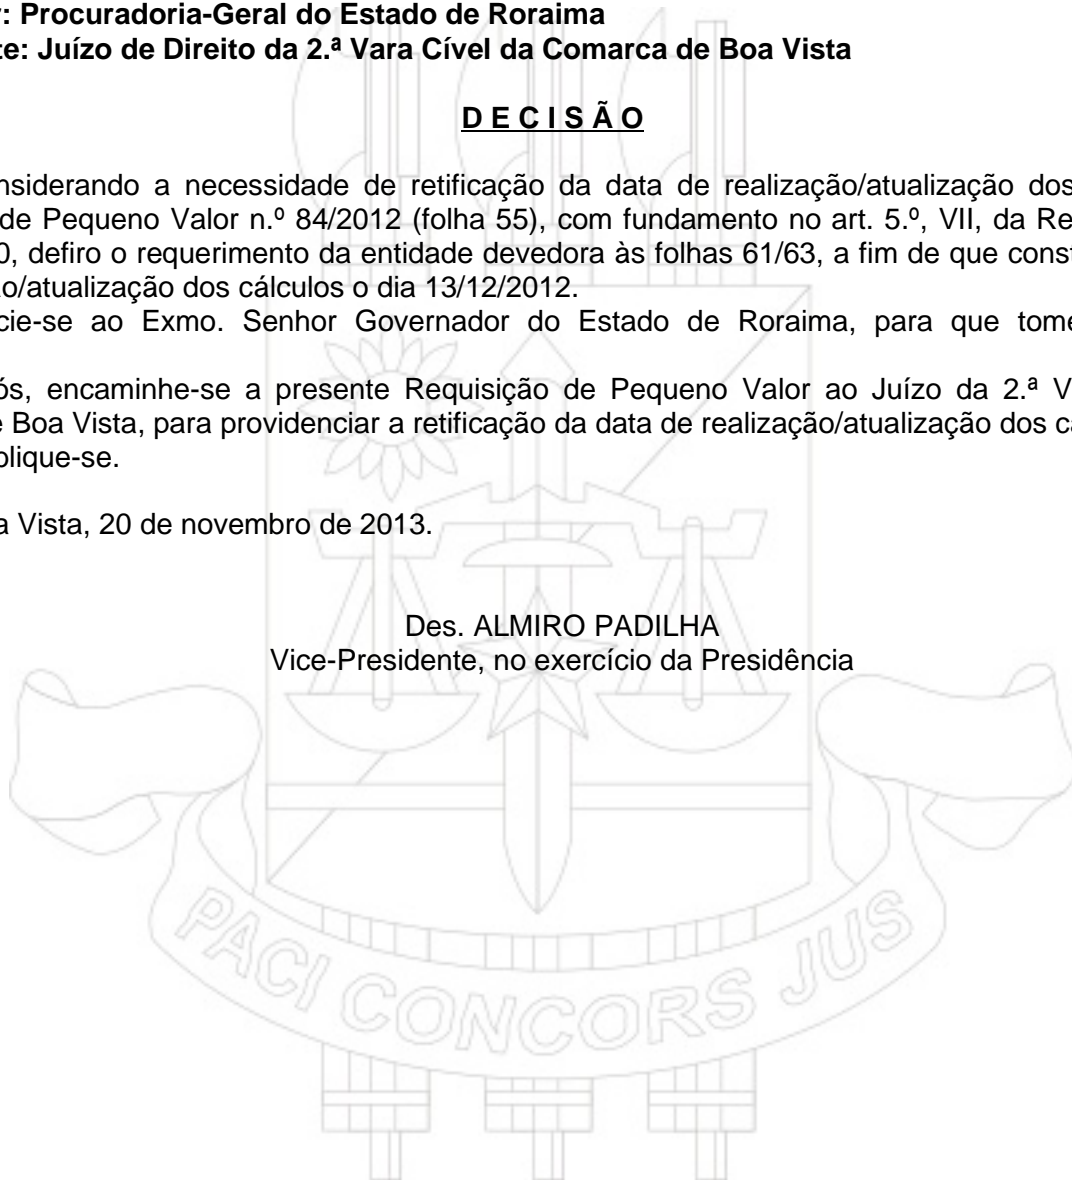 : Procuradoria-Geral do Estado de Roraima
te: Juízo de Direito da 2.ª Vara Cível da Comarca de Boa Vista
D E C I S Ã O
nsiderando a necessidade de retificação da data de realização/atualização dos
de Pequeno Valor n.º 84/2012 (folha 55), com fundamento no art. 5.º, VII, da Re
0, defiro o requerimento da entidade devedora às folhas 61/63, a fim de que const
o/atualização dos cálculos o dia 13/12/2012.
cie-se ao Exmo. Senhor Governador do Estado de Roraima, para que tome
ós, encaminhe-se a presente Requisição de Pequeno Valor ao Juízo da 2.ª V
e Boa Vista, para providenciar a retificação da data de realização/atualização dos c
blique-se.
a Vista, 20 de novembro de 2013.
Des. ALMIRO PADILHA
Vice-Presidente, no exercício da Presidência
PACI CONCORS JUS